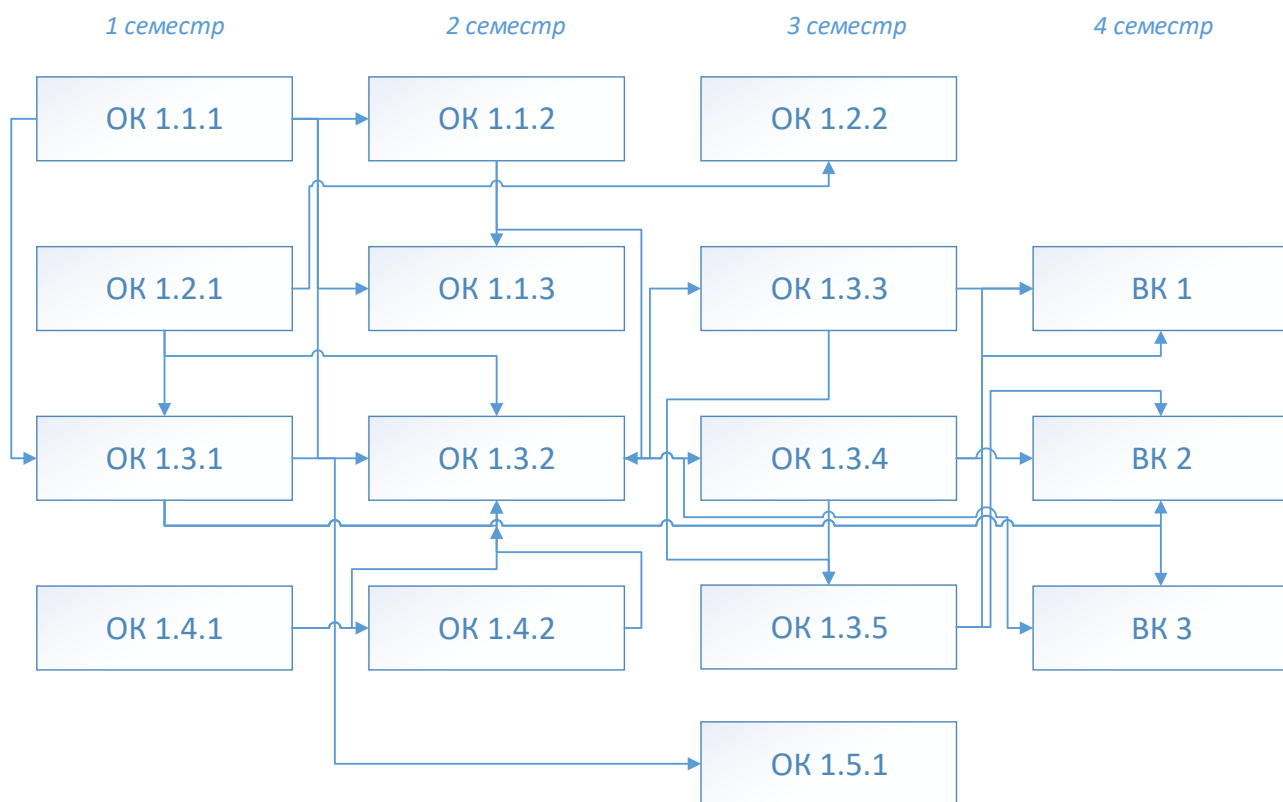 1 семестр 2 семестр 3 семестр 4 семестр
ОК 1.1.1 ОК 1.1.2 ОК 1.2.2
ОК 1.2.1 ОК 1.1.3 ОК 1.3.3 ВК 1
ОК 1.3.1 ОК 1.3.2 ОК 1.3.4 ВК 2
ОК 1.4.1 ОК 1.4.2 ОК 1.3.5 ВК 3
ОК 1.5.1